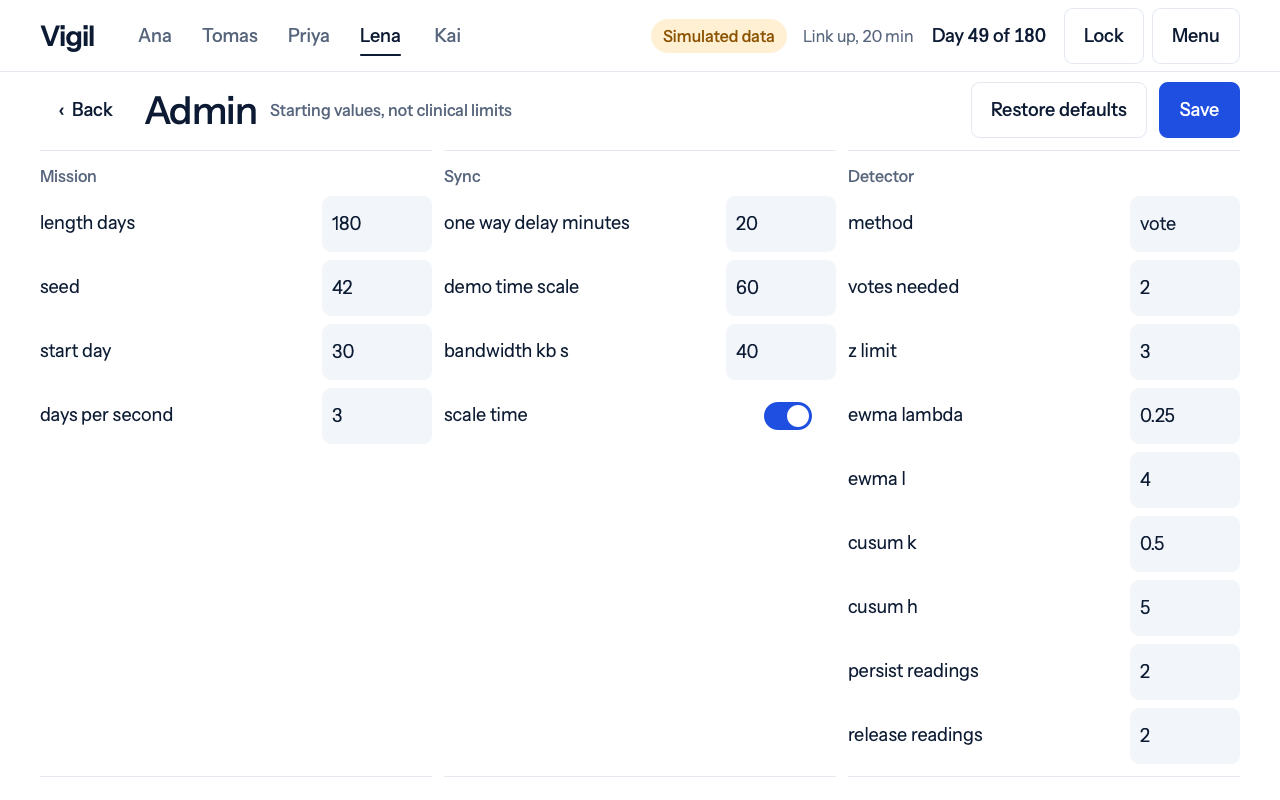 Vigil Ana Tomas Priya Lena Kai Simulated data Link up, 20 min Day 49 of 180 Lock Menu
‹ Back Admin Starting values, not clinical limits Restore defaults Save
Mission
length days 180
seed 42
start day 30
days per second 3
Sync
one way delay minutes 20
demo time scale 60
bandwidth kb s 40
scale time
Detector
method vote
votes needed 2
z limit 3
ewma lambda 0.25
ewma l 4
cusum k 0.5
cusum h 5
persist readings 2
release readings 2